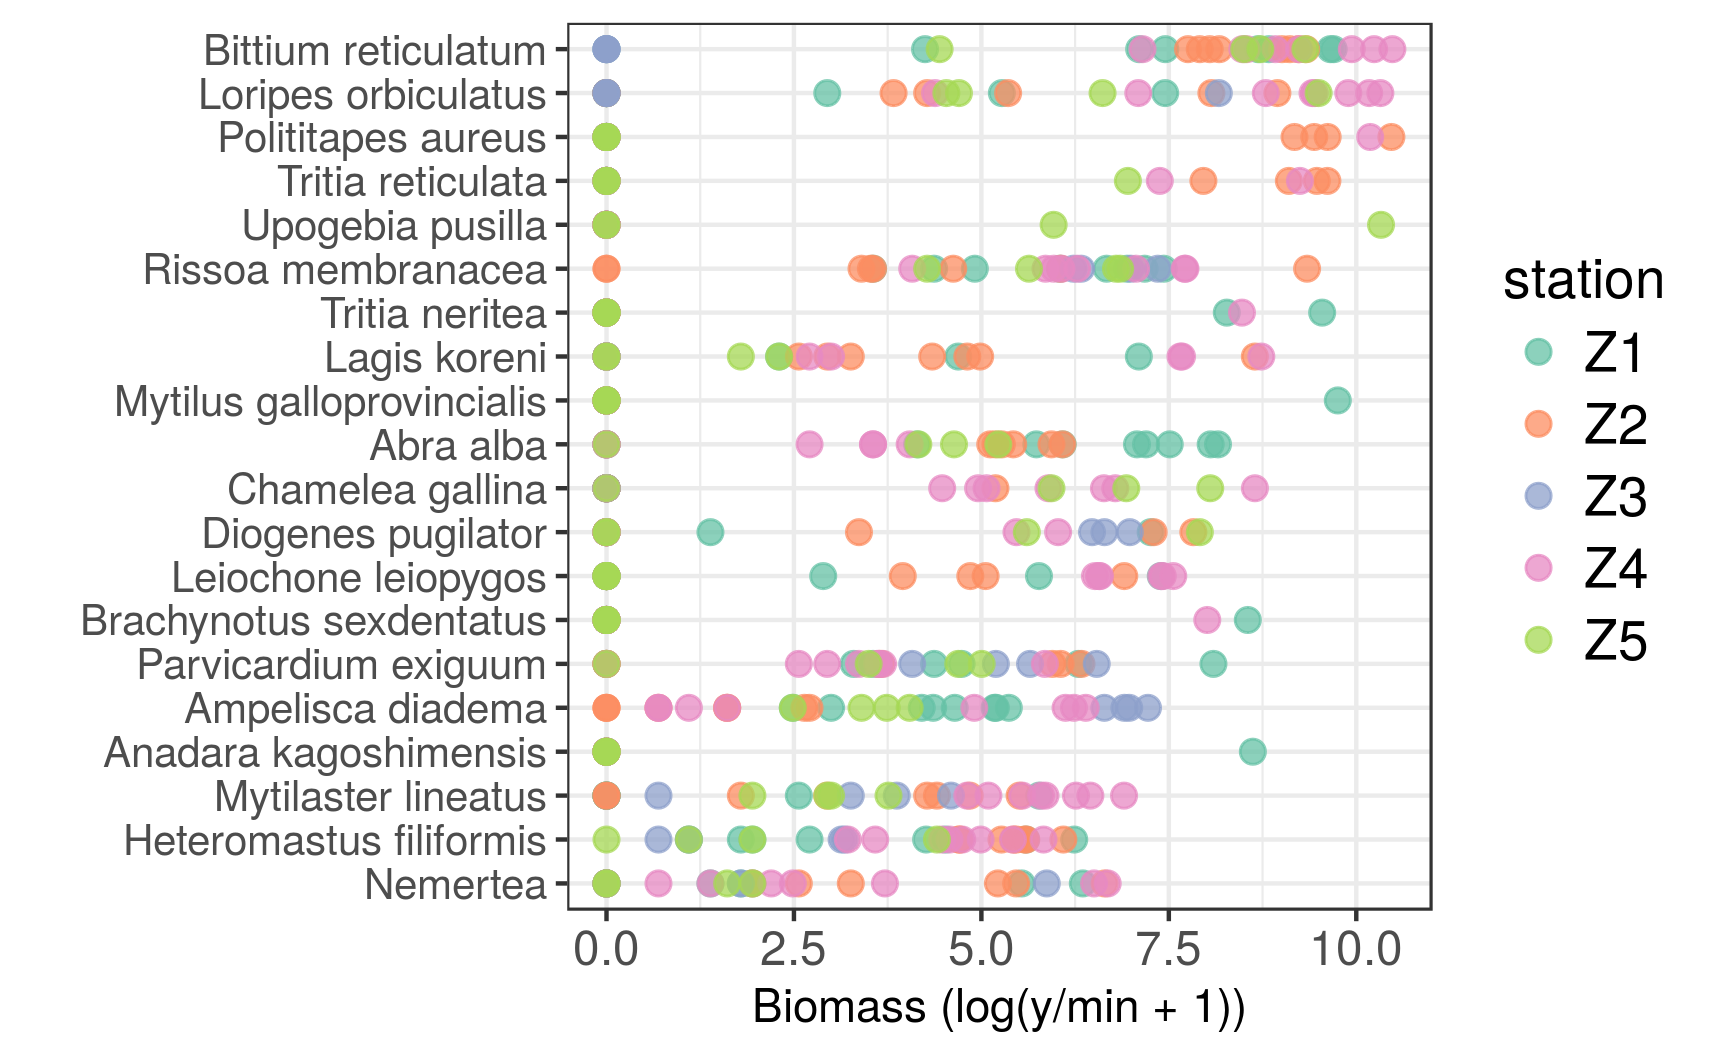 Bittium reticulatum
Loripes orbiculatus
Polititapes aureus
Tritia reticulata
Upogebia pusilla
Rissoa membranacea
Tritia neritea
Lagis koreni
Mytilus galloprovincialis
Abra alba
Chamelea gallina
Diogenes pugilator
Leiochone leiopygos
Brachynotus sexdentatus
Parvicardium exiguum
Ampelisca diadema
Anadara kagoshimensis
Mytilaster lineatus
Heteromastus filiformis
Nemertea
0.0 2.5 5.0 7.5 10.0
Biomass (log(y/min + 1))
station
Z1
Z2
Z3
Z4
Z5